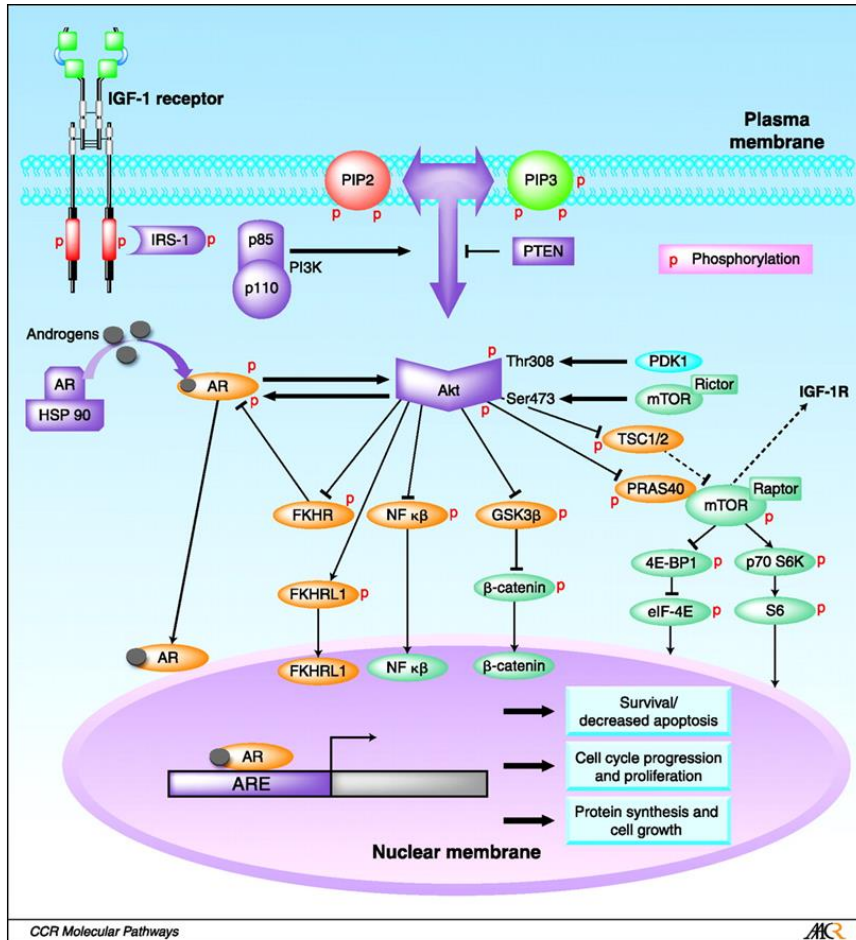 IGF-1 receptor
Plasma
membrane
PIP2
PIP3
p
p
p
p
p
p
p
IRS-1
p
p85
PI3K
p110
PTEN
p Phosphorylation
Androgens
AR
HSP 90
AR
p
p
Akt
p
p
Thr308
PDK1
Ser473
mTOR
Rictor
IGF-1R
p
TSC1/2
PRAS40
p
mTOR
Raptor
p
FKHR
p
NF κβ
p
GSK3β
p
4E-BP1
p
p70 S6K
p
FKHRL1
p
β-catenin
p
eIF-4E
p
S6
p
AR
FKHRL1
NF κβ
β-catenin
Survival/
decreased apoptosis
AR
ARE
Cell cycle progression
and proliferation
Protein synthesis and
cell growth
Nuclear membrane
CCR Molecular Pathways
AACR